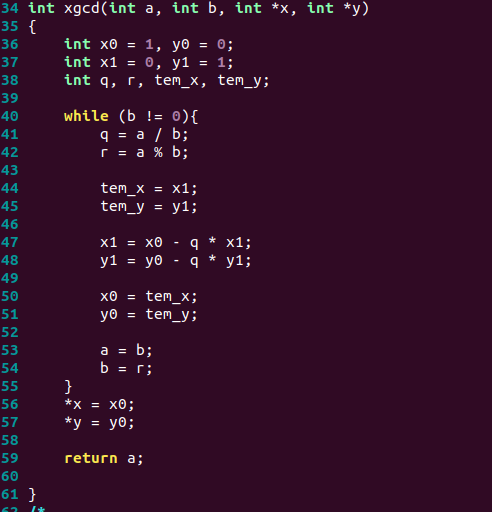 34 int xgcd(int a, int b, int *x, int *y)
35 {
36     int x0 = 1, y0 = 0;
37     int x1 = 0, y1 = 1;
38     int q, r, tem_x, tem_y;
39
40     while (b != 0){
41         q = a / b;
42         r = a % b;
43
44         tem_x = x1;
45         tem_y = y1;
46
47         x1 = x0 - q * x1;
48         y1 = y0 - q * y1;
49
50         x0 = tem_x;
51         y0 = tem_y;
52
53         a = b;
54         b = r;
55     }
56     *x = x0;
57     *y = y0;
58
59     return a;
60
61 }
62 /*